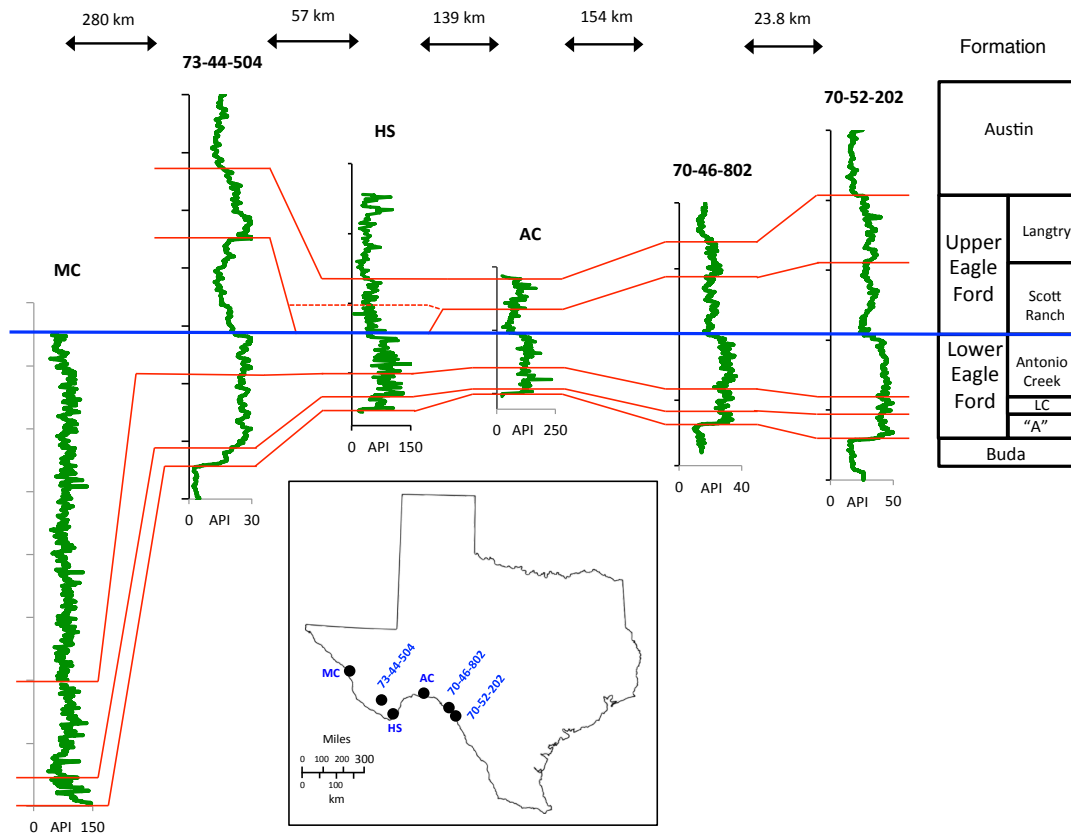 280 km
57 km
139 km
154 km
23.8 km
Formation
73-44-504
70-52-202
HS
70-46-802
AC
MC
Austin
Upper
Eagle
Ford
Langtry
Scott
Ranch
Lower
Eagle
Ford
Antonio
Creek
LC
“A”
Buda
0 API 150
0 API 30
0 API 150
0 API 250
0 API 40
0 API 50
MC
73-44-504
HS
AC
70-46-802
70-52-202
Miles
0 100 200 300
0 100
km